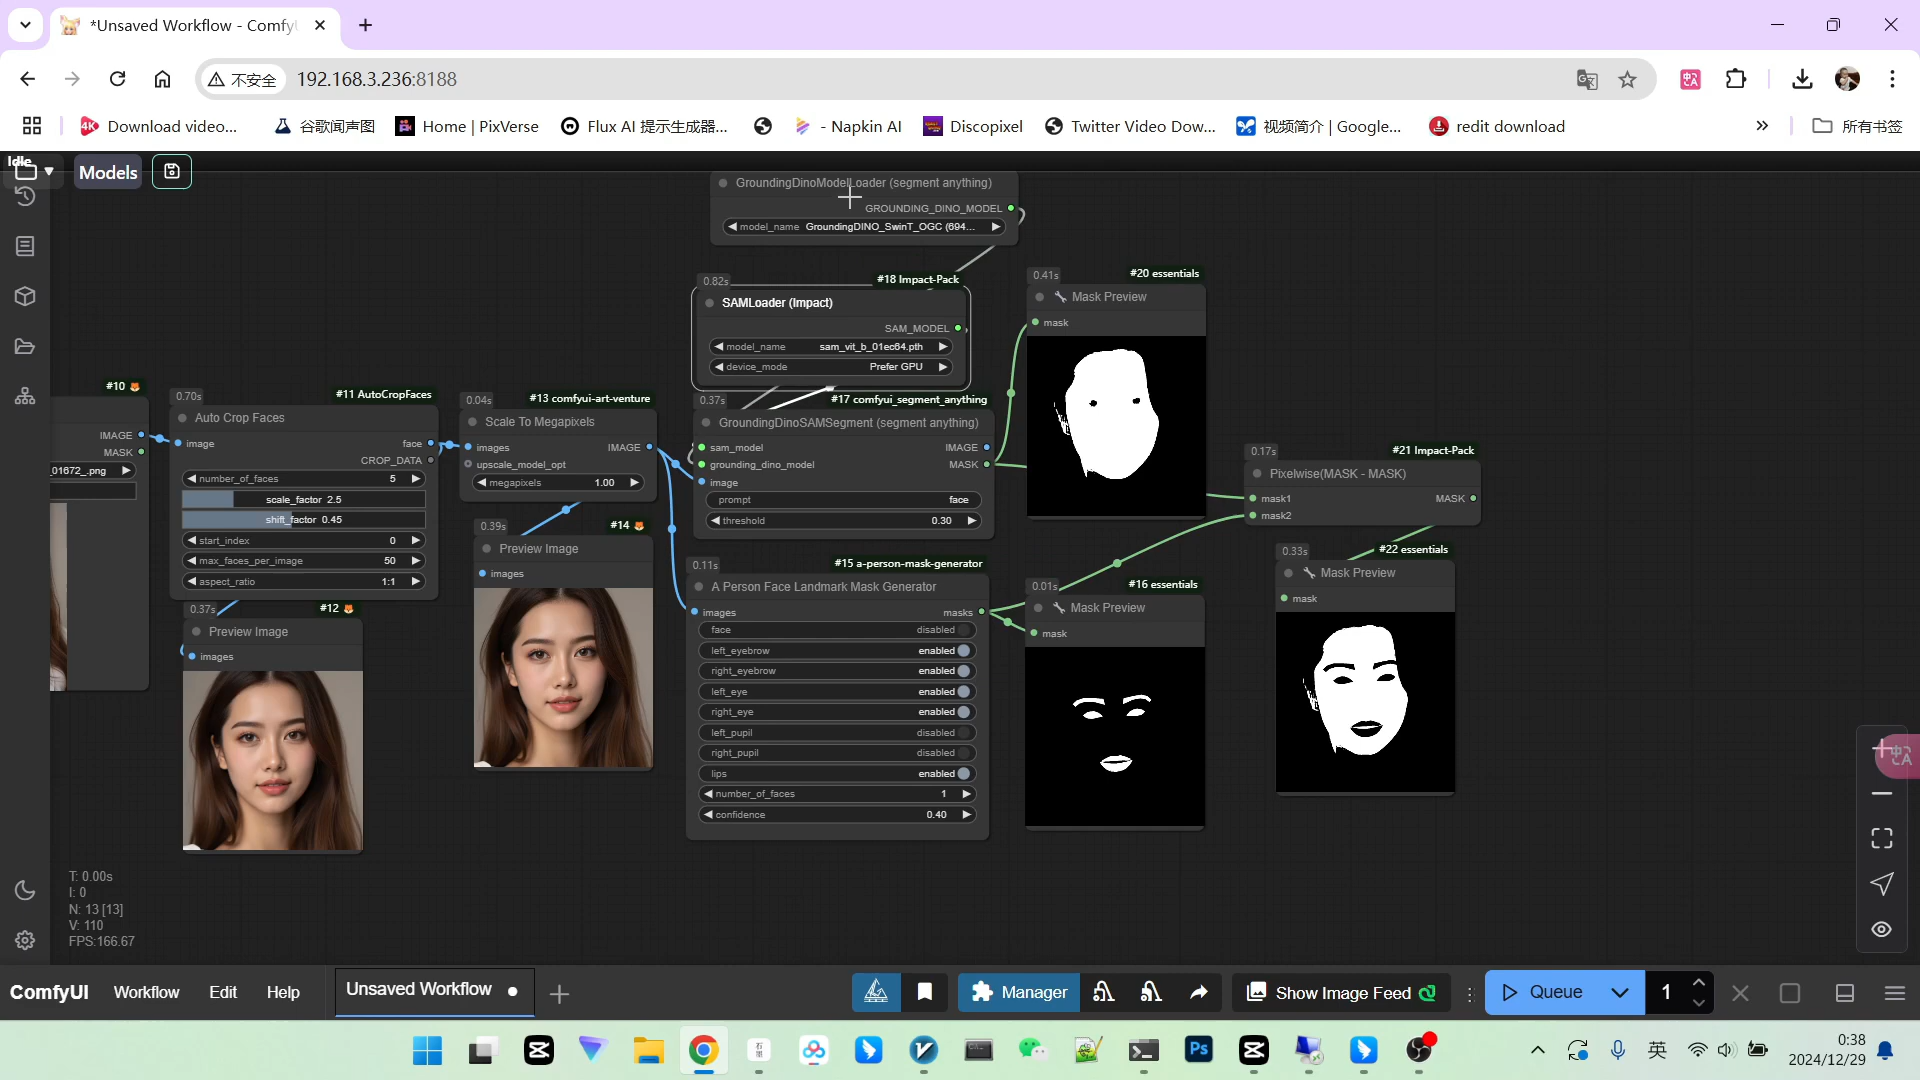 *Unsaved Workflow - ComfyU
不安全
192.168.3.236:8188
Download video...
谷歌闻声图
Home | PixVerse
Flux AI 提示生成器...
- Napkin AI
Discopixel
Twitter Video Dow...
视频简介 | Google...
redit download
所有书签
Idle
Models
GroundingDinoModelLoader (segment anything)
GROUNDING_DINO_MODEL
model_name GroundingDINO_SwinT_OGC (694...
0.82s
#18 Impact-Pack
SAMLoader (Impact)
SAM_MODEL
model_name sam_vit_b_01ec64.pth
device_mode Prefer GPU
0.41s
#20 essentials
Mask Preview
mask
#10
IMAGE
MASK
01672_.png
0.70s
#11 AutoCropFaces
Auto Crop Faces
image
face
CROP_DATA
number_of_faces 5
scale_factor 2.5
shift_factor 0.45
start_index 0
max_faces_per_image 50
aspect_ratio 1:1
0.37s
#12
Preview Image
images
0.04s
#13 comfyui-art-venture
Scale To Megapixels
images
IMAGE
upscale_model_opt
megapixels 1.00
0.39s
#14
Preview Image
images
0.37s
#17 comfyui_segment_anything
GroundingDinoSAMSegment (segment anything)
sam_model
IMAGE
grounding_dino_model
MASK
image
prompt face
threshold 0.30
0.11s
#15 a-person-mask-generator
A Person Face Landmark Mask Generator
images
masks
face disabled
left_eyebrow enabled
right_eyebrow enabled
left_eye enabled
right_eye enabled
left_pupil disabled
right_pupil disabled
lips enabled
number_of_faces 1
confidence 0.40
0.01s
#16 essentials
Mask Preview
mask
0.17s
#21 Impact-Pack
Pixelwise(MASK - MASK)
mask1
MASK
mask2
0.33s
#22 essentials
Mask Preview
mask
T: 0.00s
I: 0
N: 13 [13]
V: 110
FPS:166.67
ComfyUI
Workflow
Edit
Help
Unsaved Workflow
Manager
Show Image Feed
Queue
1
Ps
英
0:38
2024/12/29